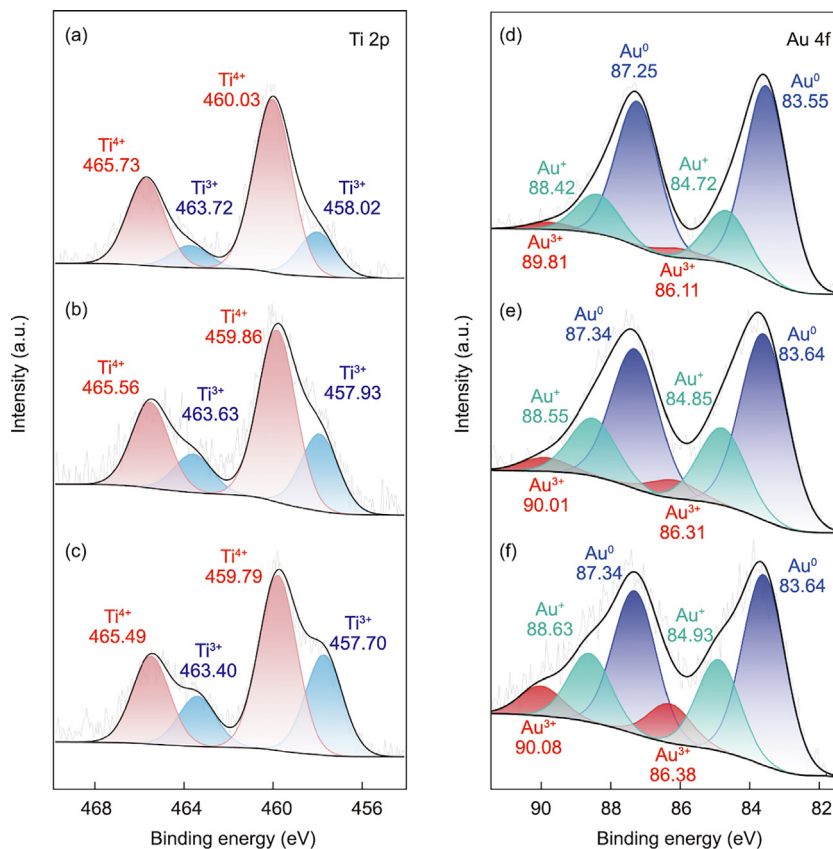 (a)
Ti 2p
Ti⁴⁺
460.03
Ti⁴⁺
465.73
Ti³⁺
463.72
Ti³⁺
458.02
(b)
Ti⁴⁺
459.86
Ti⁴⁺
465.56
Ti³⁺
463.63
Ti³⁺
457.93
(c)
Ti⁴⁺
459.79
Ti⁴⁺
465.49
Ti³⁺
463.40
Ti³⁺
457.70
Intensity (a.u.)
468
464
460
456
Binding energy (eV)
(d)
Au 4f
Au⁰
87.25
Au⁰
83.55
Au⁺
88.42
Au⁺
84.72
Au³⁺
89.81
Au³⁺
86.11
(e)
Au⁰
87.34
Au⁰
83.64
Au⁺
88.55
Au⁺
84.85
Au³⁺
90.01
Au³⁺
86.31
(f)
Au⁰
87.34
Au⁰
83.64
Au⁺
88.63
Au⁺
84.93
Au³⁺
90.08
Au³⁺
86.38
Intensity (a.u.)
90
88
86
84
82
Binding energy (eV)